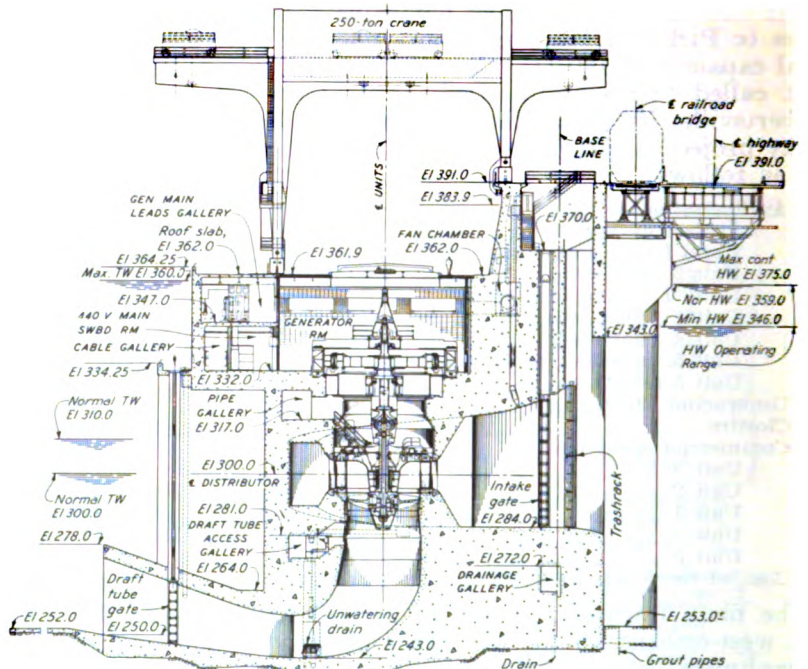 250-ton crane
℄ railroad
bridge
BASE
LINE
℄ highway
El 391.0
El 391.0
El 383.9
℄ UNITS
GEN MAIN
LEADS GALLERY
Roof slab,
El 362.0
El 361.9
FAN CHAMBER
El 362.0
El 370.0
El 364.25
Max TW El 360.0
Max cont
HW El 375.0
Nor HW El 359.0
Min HW El 346.0
El 343.0
HW Operating
Range
El 347.0
440 V MAIN
SWBD RM
CABLE GALLERY
GENERATOR
RM
El 334.25
El 332.0
PIPE
GALLERY
El 317.0
Normal TW
El 310.0
El 300.0
℄ DISTRIBUTOR
Normal TW
El 300.0
El 281.0
DRAFT TUBE
ACCESS
GALLERY
El 264.0
El 278.0
Intake
gate
El 284.0
Trashrack
El 272.0
DRAINAGE
GALLERY
Draft
tube
gate
El 250.0
El 252.0
Unwatering
drain
El 243.0
El 253.0
Drain
Grout pipes